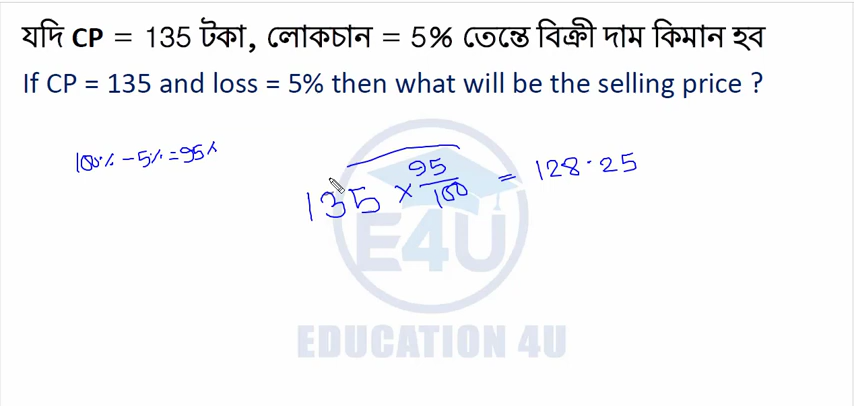 যদি CP = 135 টকা, লোকচান = 5% তেন্তে বিক্ৰী দাম কিমান হব
If CP = 135 and loss = 5% then what will be the selling price ?
100% - 5% = 95%
135 × 95/100 = 128.25
E4U
EDUCATION 4U